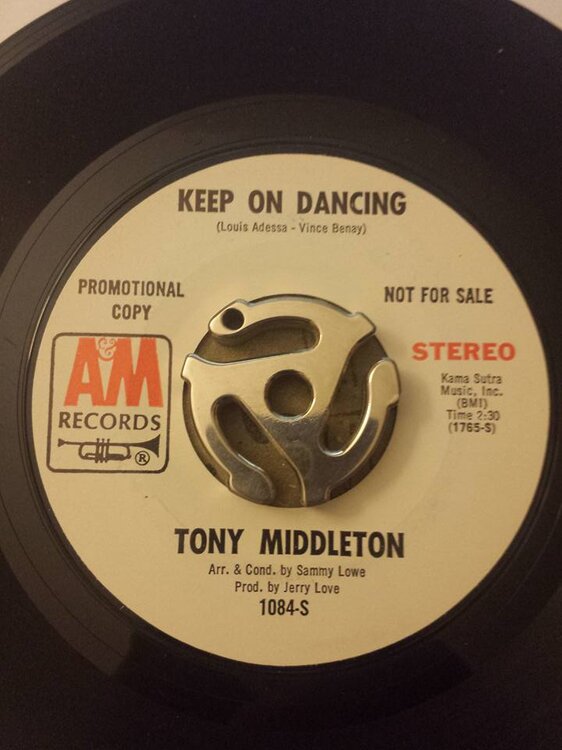 KEEP ON DANCING
(Louis Adessa - Vince Benay)
PROMOTIONAL
COPY
NOT FOR SALE
A&M
RECORDS
®
STEREO
Kama Sutra
Music, Inc.
(BMI)
Time 2:30
(1765-S)
TONY MIDDLETON
Arr. & Cond. by Sammy Lowe
Prod. by Jerry Love
1084-S